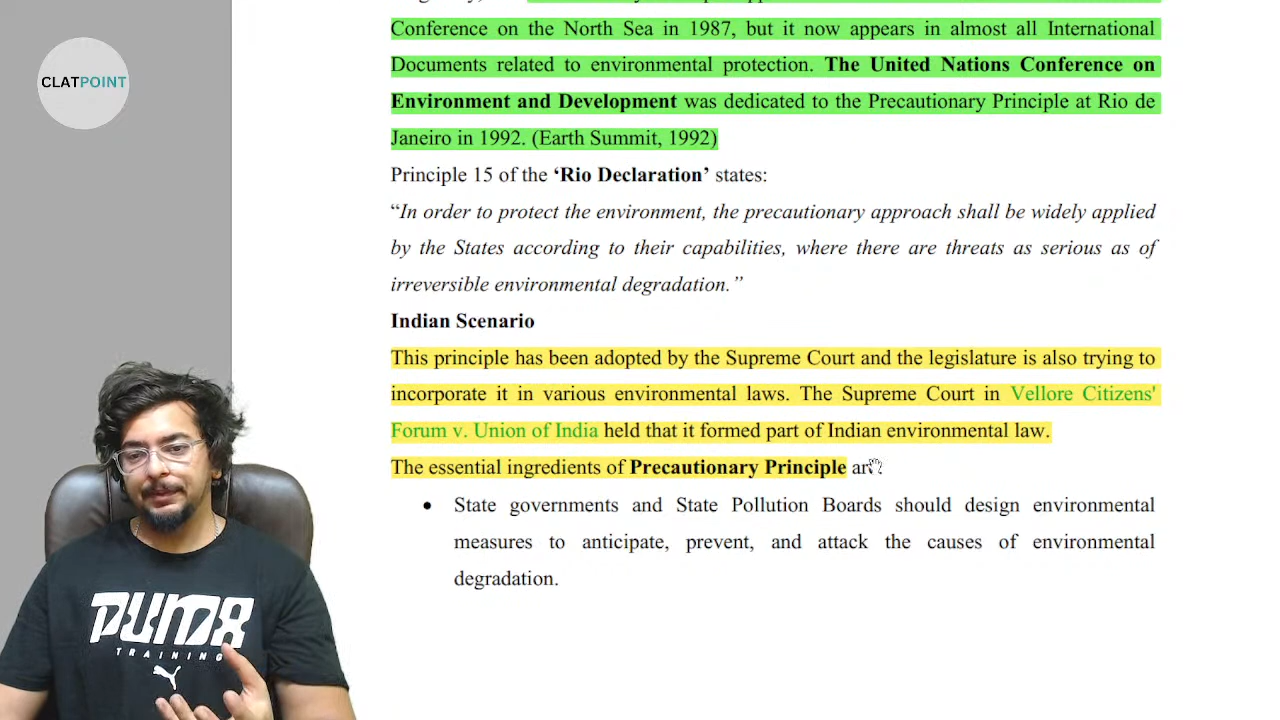 CLATPOINT
Conference on the North Sea in 1987, but it now appears in almost all International
Documents related to environmental protection. The United Nations Conference on
Environment and Development was dedicated to the Precautionary Principle at Rio de
Janeiro in 1992. (Earth Summit, 1992)
Principle 15 of the ‘Rio Declaration’ states:
“In order to protect the environment, the precautionary approach shall be widely applied
by the States according to their capabilities, where there are threats as serious as of
irreversible environmental degradation.”
Indian Scenario
This principle has been adopted by the Supreme Court and the legislature is also trying to
incorporate it in various environmental laws. The Supreme Court in Vellore Citizens'
Forum v. Union of India held that it formed part of Indian environmental law.
The essential ingredients of Precautionary Principle
• State governments and State Pollution Boards should design environmental
measures to anticipate, prevent, and attack the causes of environmental
degradation.
PUMA
TRAINING